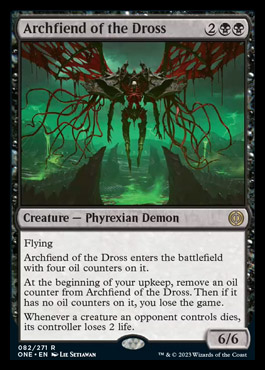 Archfiend of the Dross 2
Creature — Phyrexian Demon
Flying
Archfiend of the Dross enters the battlefield
with four oil counters on it.
At the beginning of your upkeep, remove an oil
counter from Archfiend of the Dross. Then if it
has no oil counters on it, you lose the game.
Whenever a creature an opponent controls dies,
its controller loses 2 life.
6/6
082/271 R
ONE • EN Lee Setiawan
™ & © 2023 Wizards of the Coast